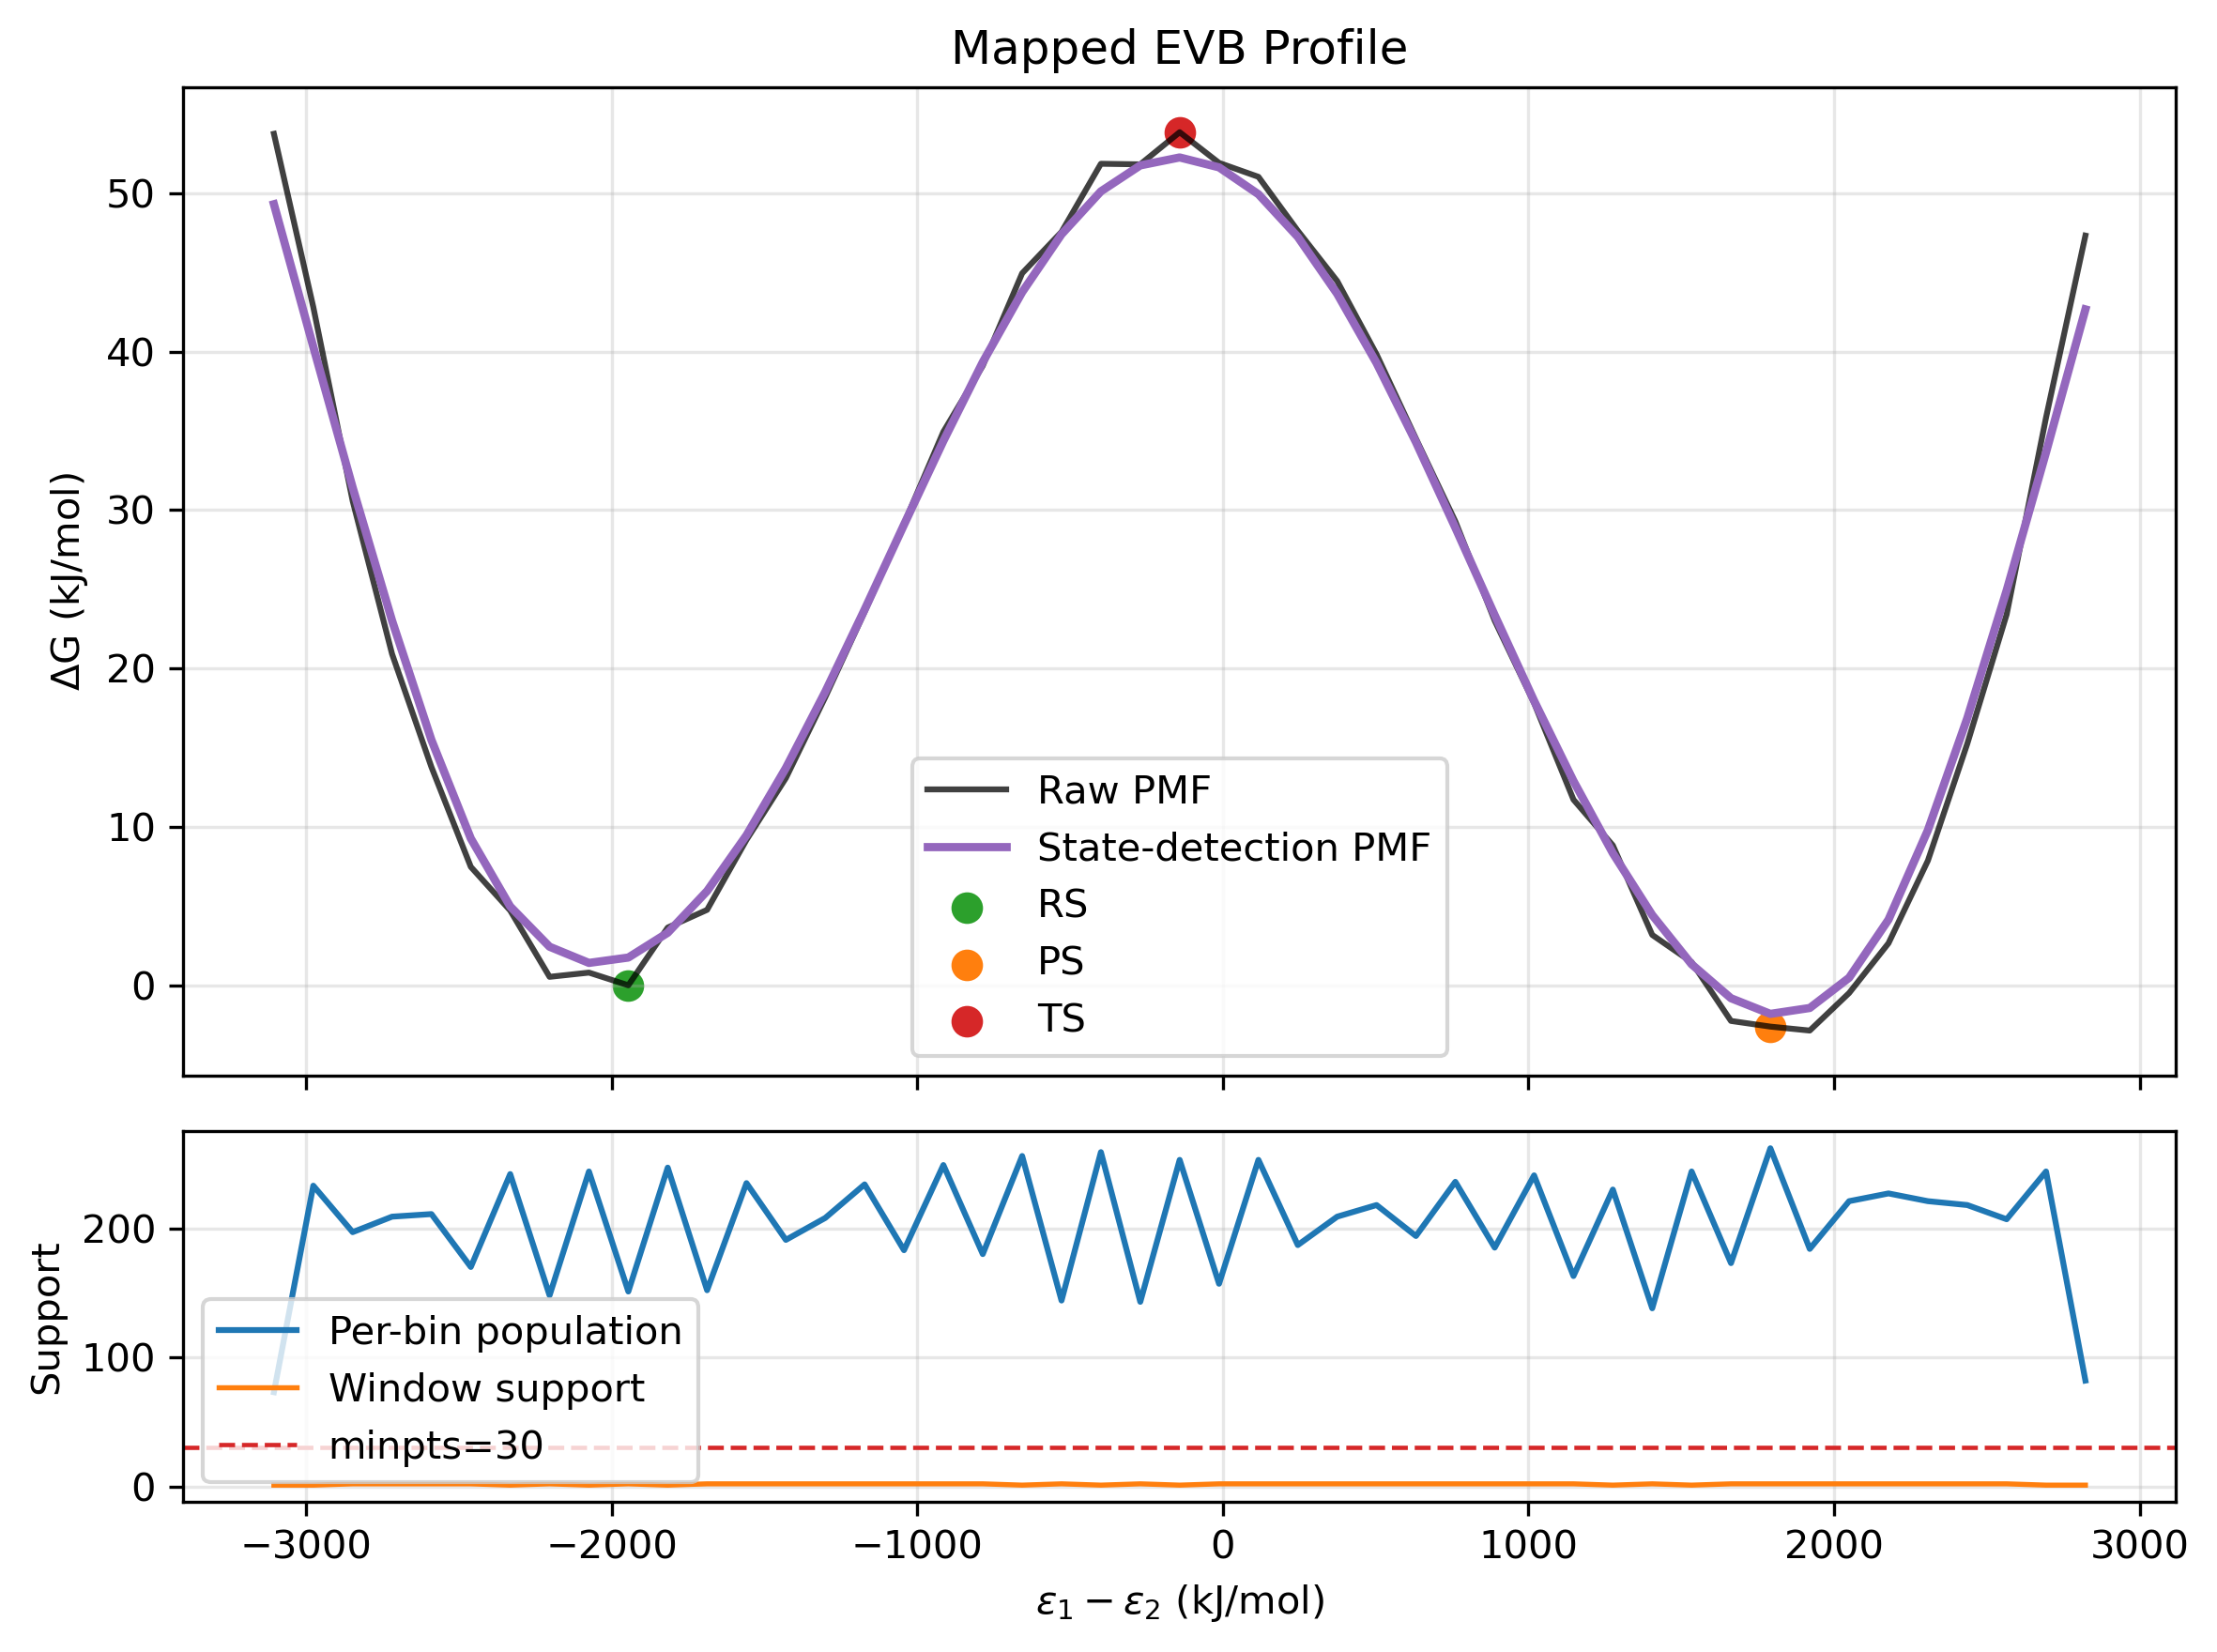 Mapped EVB Profile
50
40
30
20
10
0
ΔG (kJ/mol)
Raw PMF
State-detection PMF
RS
PS
TS
200
100
0
Support
Per-bin population
Window support
minpts=30
−3000 −2000 −1000 0 1000 2000 3000
ε₁ − ε₂ (kJ/mol)